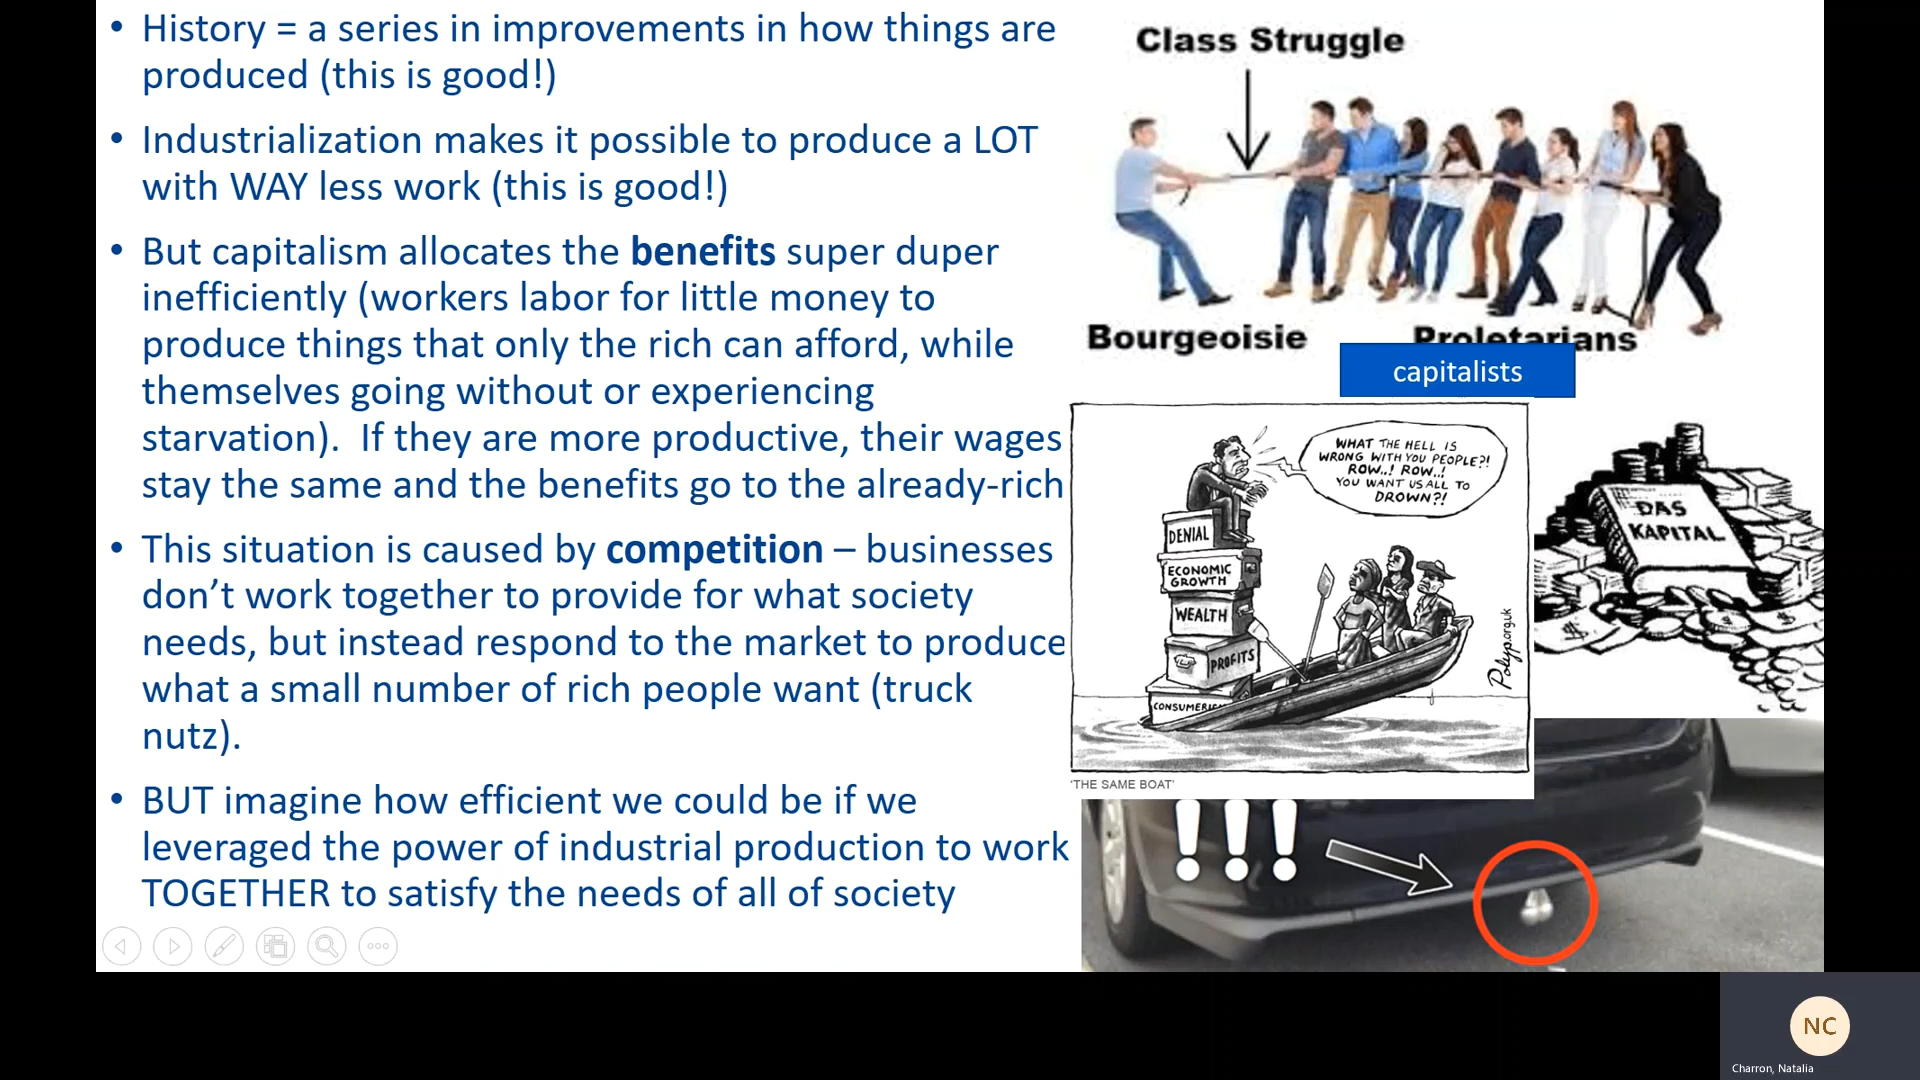 • History = a series in improvements in how things are
produced (this is good!)
• Industrialization makes it possible to produce a LOT
with WAY less work (this is good!)
• But capitalism allocates the benefits super duper
inefficiently (workers labor for little money to
produce things that only the rich can afford, while
themselves going without or experiencing
starvation).  If they are more productive, their wages
stay the same and the benefits go to the already-rich
• This situation is caused by competition – businesses
don’t work together to provide for what society
needs, but instead respond to the market to produce
what a small number of rich people want (truck
nutz).
• BUT imagine how efficient we could be if we
leveraged the power of industrial production to work
TOGETHER to satisfy the needs of all of society
Class Struggle
Bourgeoisie
Proletarians
capitalists
WHAT THE HELL IS
WRONG WITH YOU PEOPLE?!
ROW..! ROW..!
YOU WANT US ALL TO
DROWN?!
DENIAL
ECONOMIC
GROWTH
WEALTH
PROFITS
Polyp.org.uk
'THE SAME BOAT'
DAS
KAPITAL
!!!
NC
Charron, Natalia